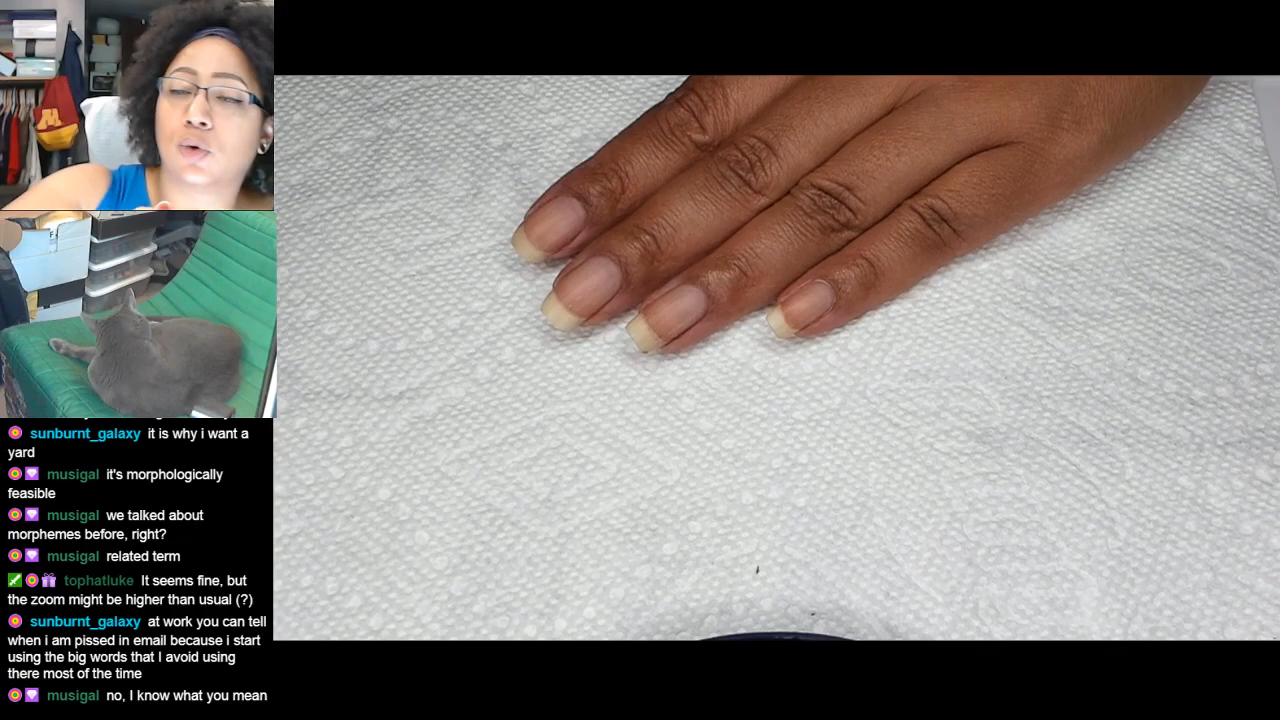 sunburnt_galaxy it is why i want a
yard
musigal it's morphologically
feasible
musigal we talked about
morphemes before, right?
musigal related term
tophatluke It seems fine, but
the zoom might be higher than usual (?)
sunburnt_galaxy at work you can tell
when i am pissed in email because i start
using the big words that I avoid using
there most of the time
musigal no, I know what you mean